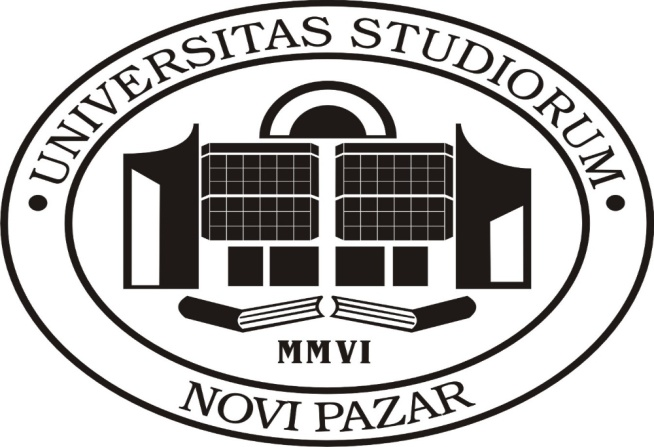 • UNIVERSITAS STUDIORUM •
MMVI
NOVI PAZAR